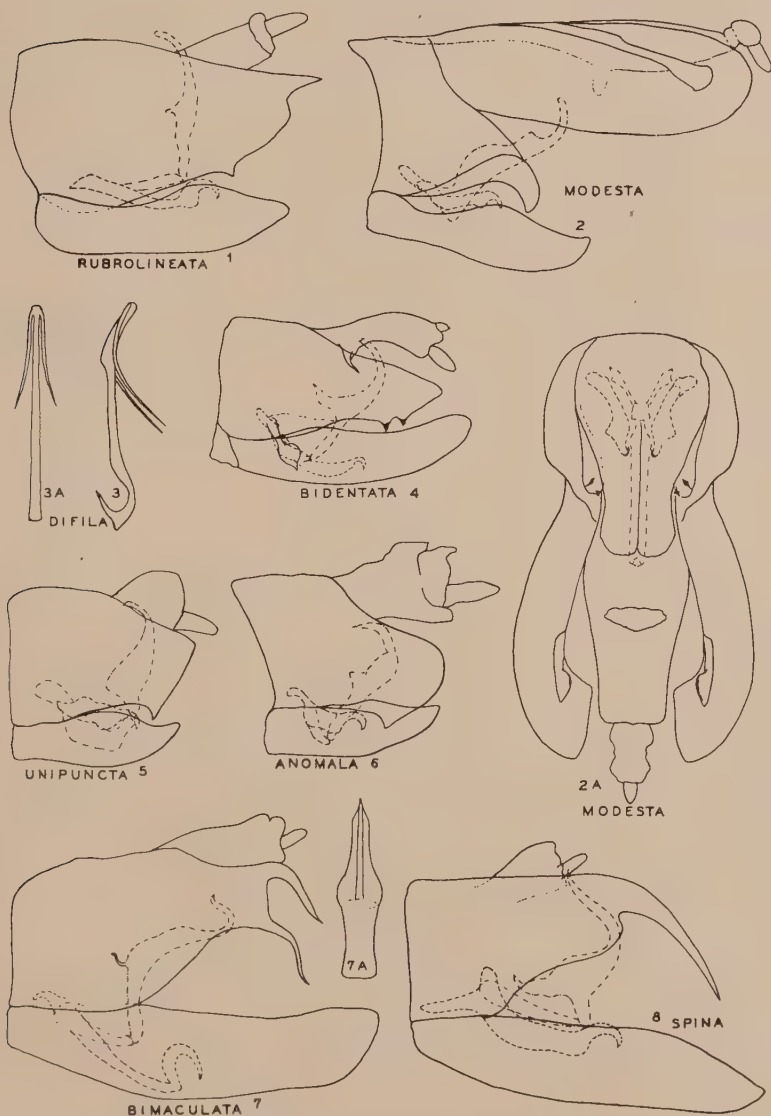 RUBROLINEATA 1
MODESTA
2
3A
3
DIFILA
BIDENTATA 4
UNIPUNCTA 5
ANOMALA 6
2A
MODESTA
7A
BIMACULATA 7
8 SPINA